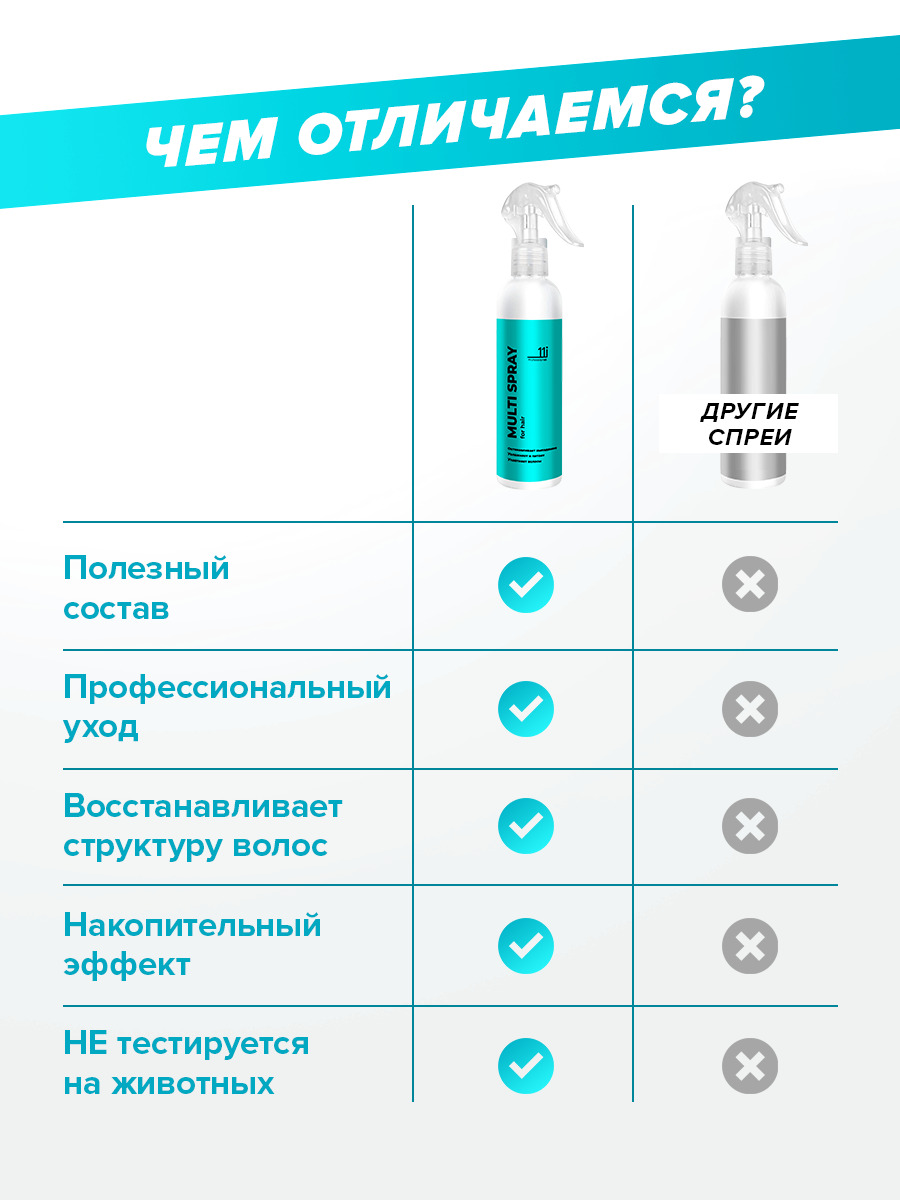 ЧЕМ ОТЛИЧАЕМСЯ?
MULTI SPRAY
for hair
11i
ДРУГИЕ
СПРЕИ
Полезный
состав
Профессиональный
уход
Восстанавливает
структуру волос
Накопительный
эффект
НЕ тестируется
на животных